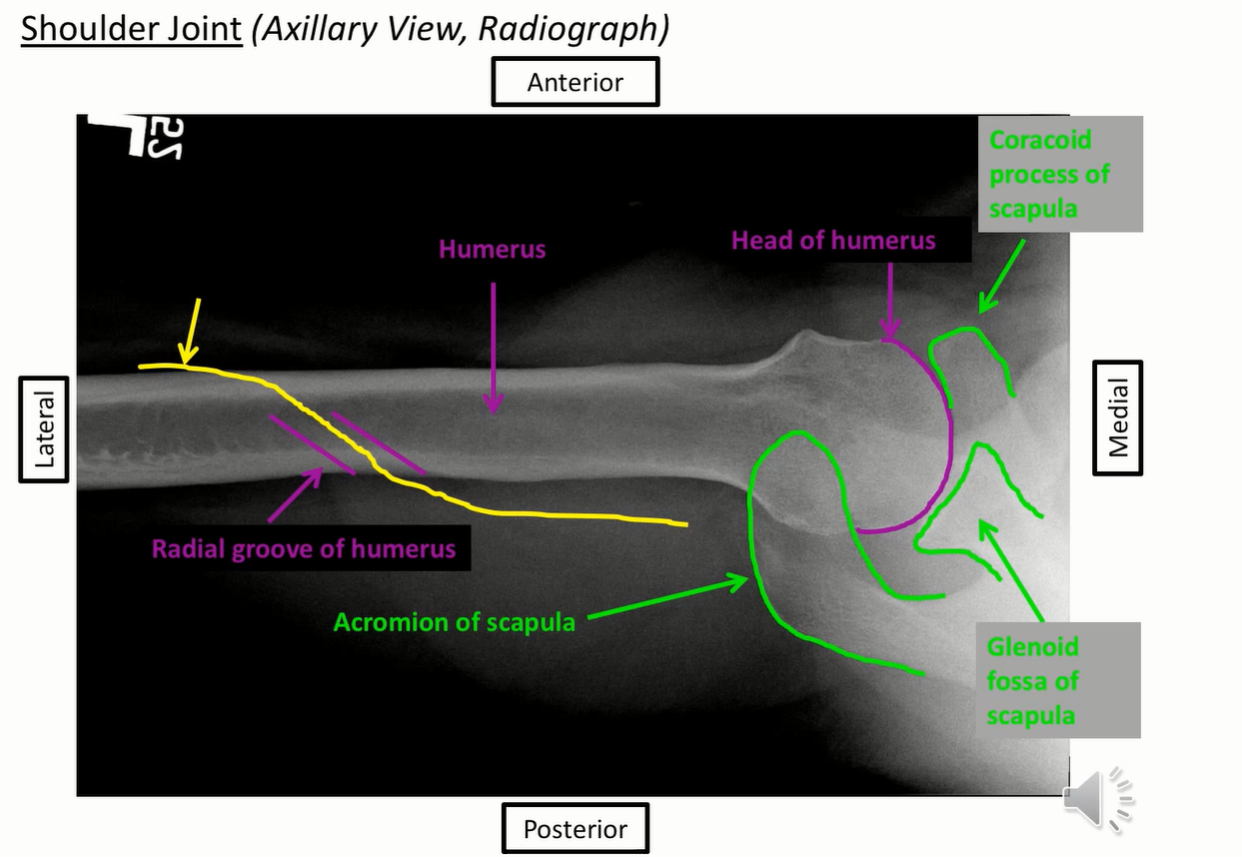 Shoulder Joint (Axillary View, Radiograph)
Anterior
Coracoid
process of
scapula
Head of humerus
Humerus
Lateral
Medial
Radial groove of humerus
Acromion of scapula
Glenoid
fossa of
scapula
Posterior